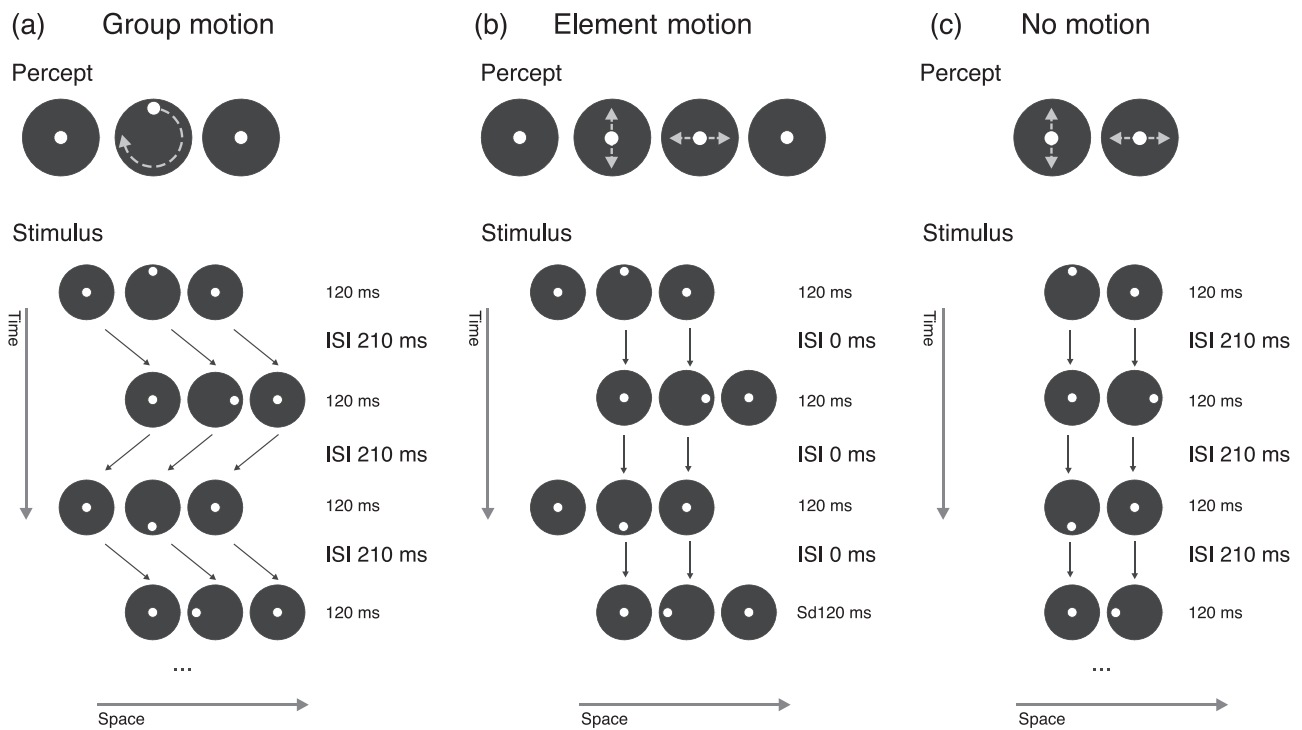 (a) Group motion
Percept
Stimulus
Time
120 ms
ISI 210 ms
120 ms
ISI 210 ms
120 ms
ISI 210 ms
120 ms
...
Space
(b) Element motion
Percept
Stimulus
Time
120 ms
ISI 0 ms
120 ms
ISI 0 ms
120 ms
ISI 0 ms
Sd120 ms
Space
(c) No motion
Percept
Stimulus
Time
120 ms
ISI 210 ms
120 ms
ISI 210 ms
120 ms
ISI 210 ms
120 ms
...
Space